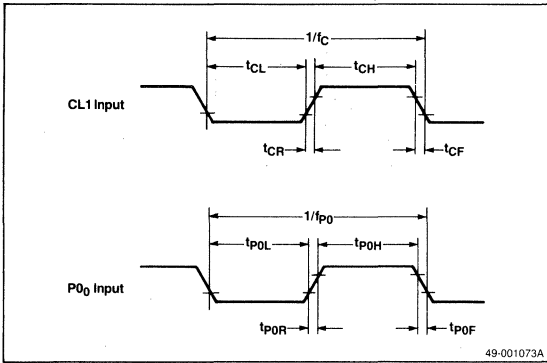 1/fC
tCL
tCH
CL1 Input
tCR
tCF
1/fP0
tP0L
tP0H
P00 Input
tP0R
tP0F
49-001073A